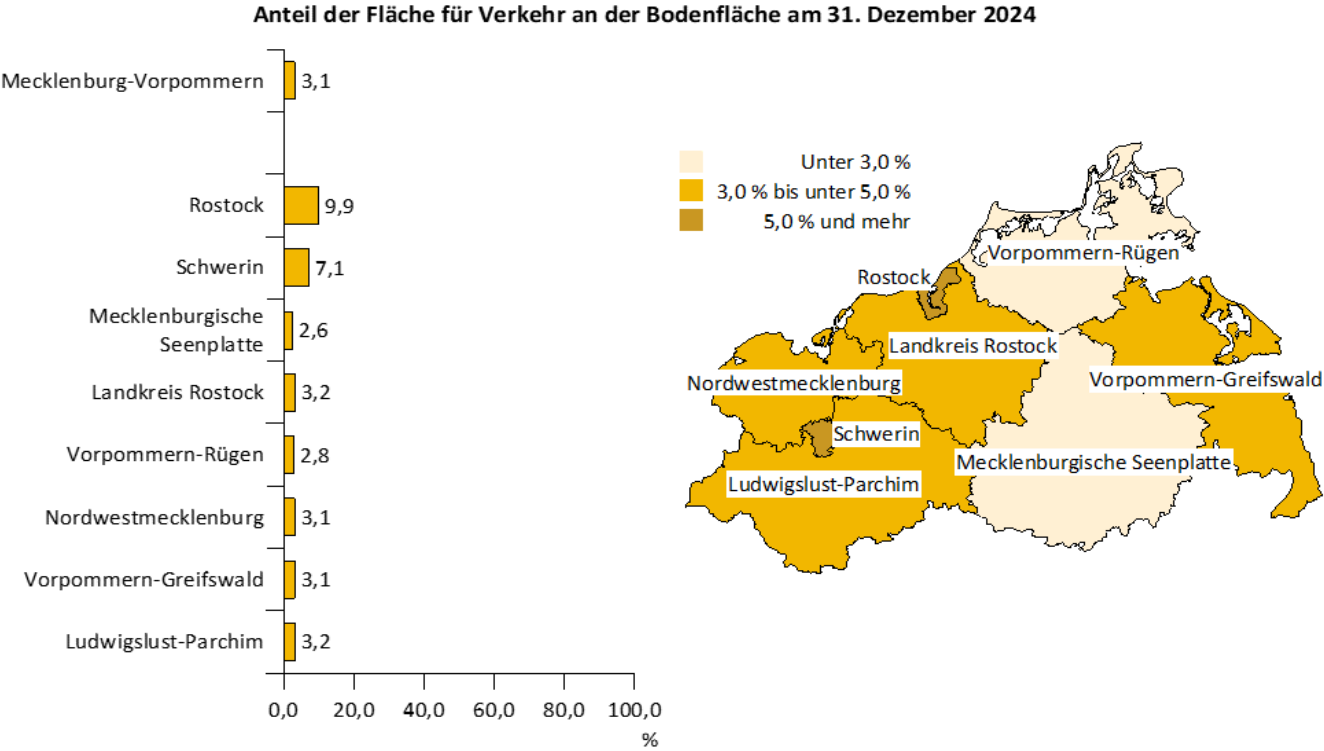 Anteil der Fläche für Verkehr an der Bodenfläche am 31. Dezember 2024
Mecklenburg-Vorpommern 3,1
Rostock 9,9
Schwerin 7,1
Mecklenburgische
Seenplatte 2,6
Landkreis Rostock 3,2
Vorpommern-Rügen 2,8
Nordwestmecklenburg 3,1
Vorpommern-Greifswald 3,1
Ludwigslust-Parchim 3,2
0,0 20,0 40,0 60,0 80,0 100,0
%
Unter 3,0 %
3,0 % bis unter 5,0 %
5,0 % und mehr
Vorpommern-Rügen
Rostock
Landkreis Rostock
Nordwestmecklenburg
Vorpommern-Greifswald
Schwerin
Mecklenburgische Seenplatte
Ludwigslust-Parchim